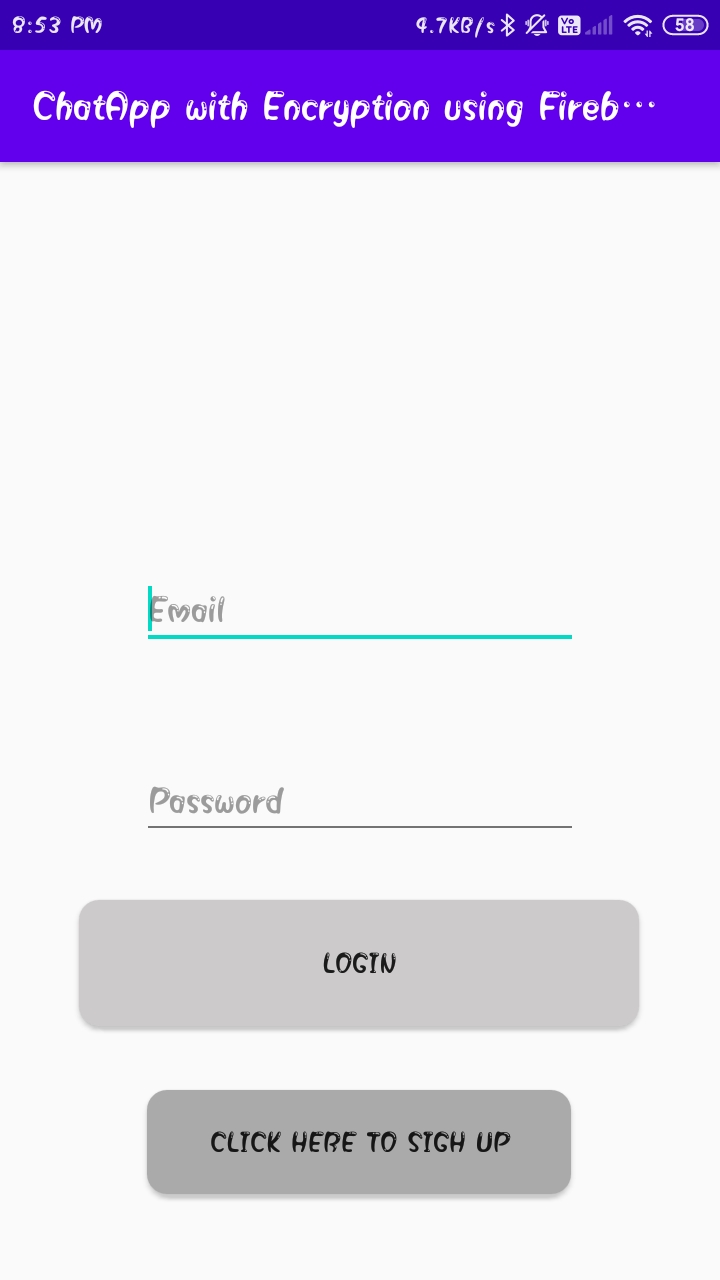 8:53 PM 4.7KB/s Vo LTE 58
ChatApp with Encryption using Fireb...
Email
Password
LOGIN
CLICK HERE TO SIGH UP